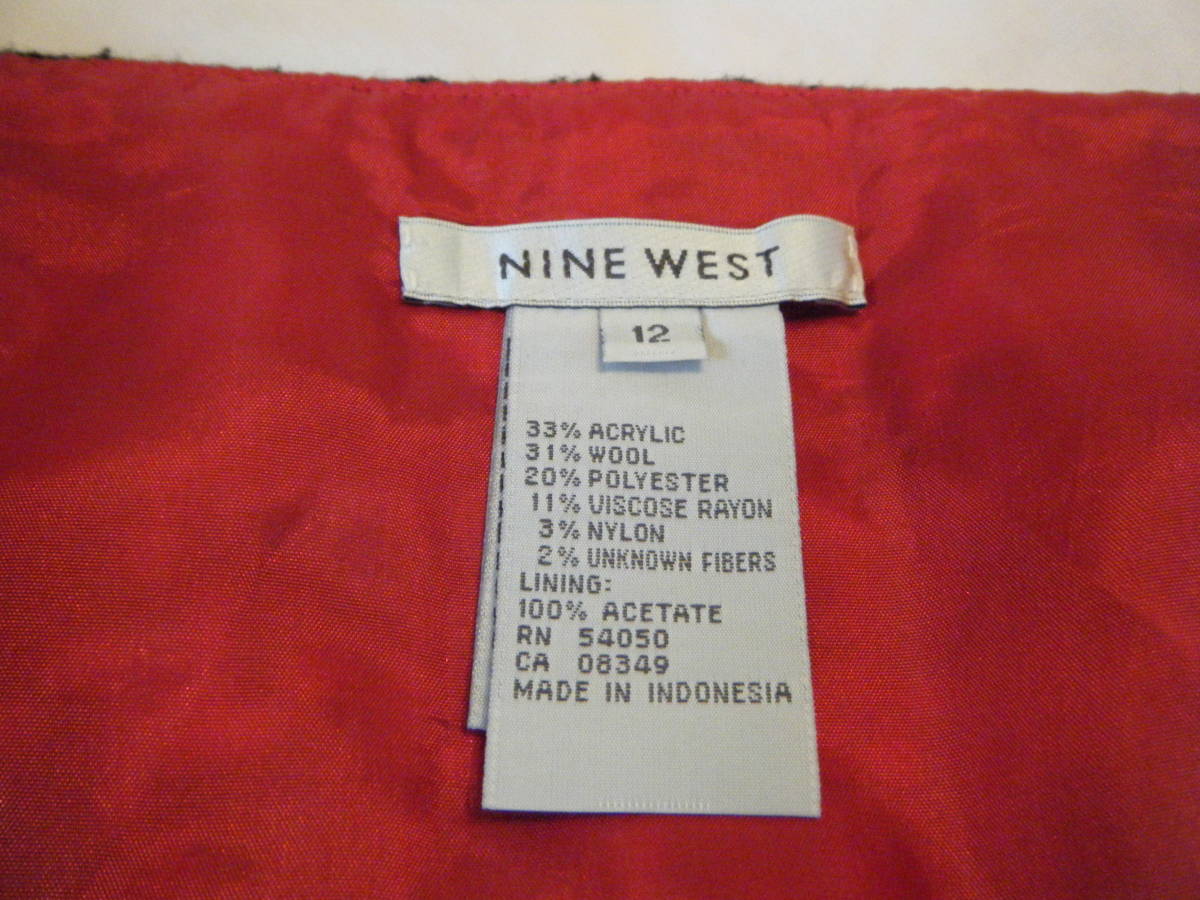 NINE WEST
12
33% ACRYLIC
31% WOOL
20% POLYESTER
11% VISCOSE RAYON
3% NYLON
2% UNKNOWN FIBERS
LINING:
100% ACETATE
RN 54050
CA 08349
MADE IN INDONESIA